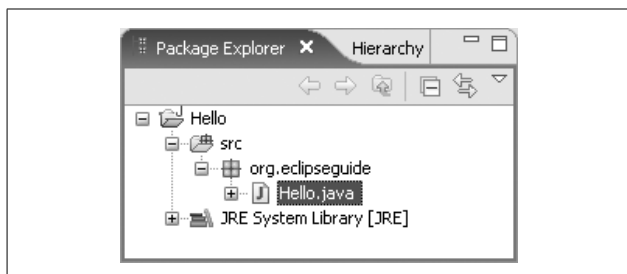 Package Explorer Hierarchy
Hello
src
org.eclipseguide
Hello.java
JRE System Library [JRE]